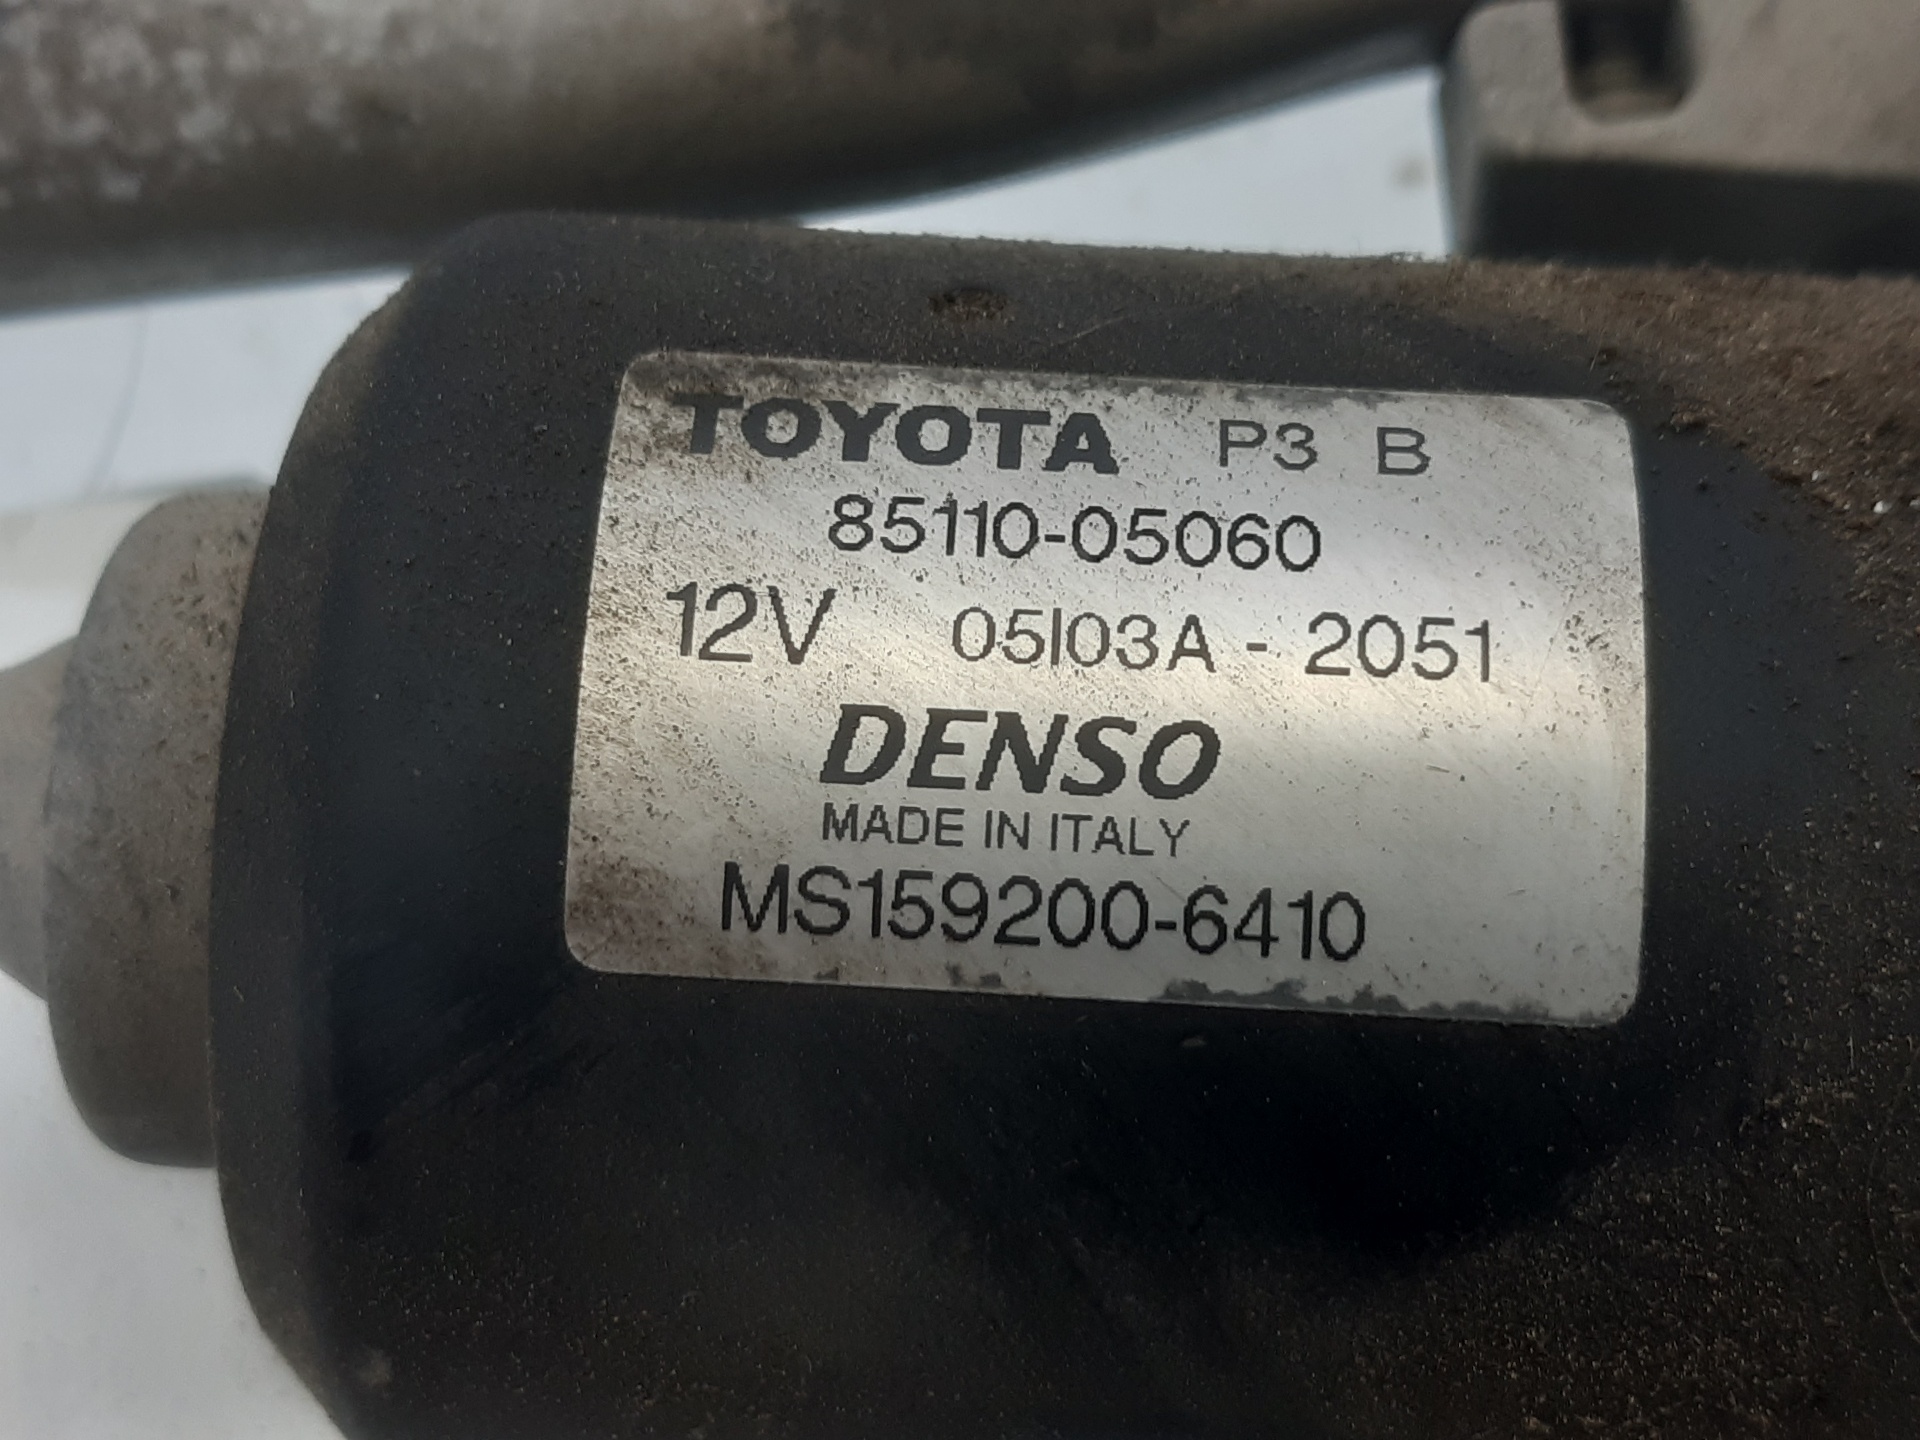 TOYOTA P3 B
85110-05060
12V 05I03A - 2051
DENSO
MADE IN ITALY
MS159200-6410